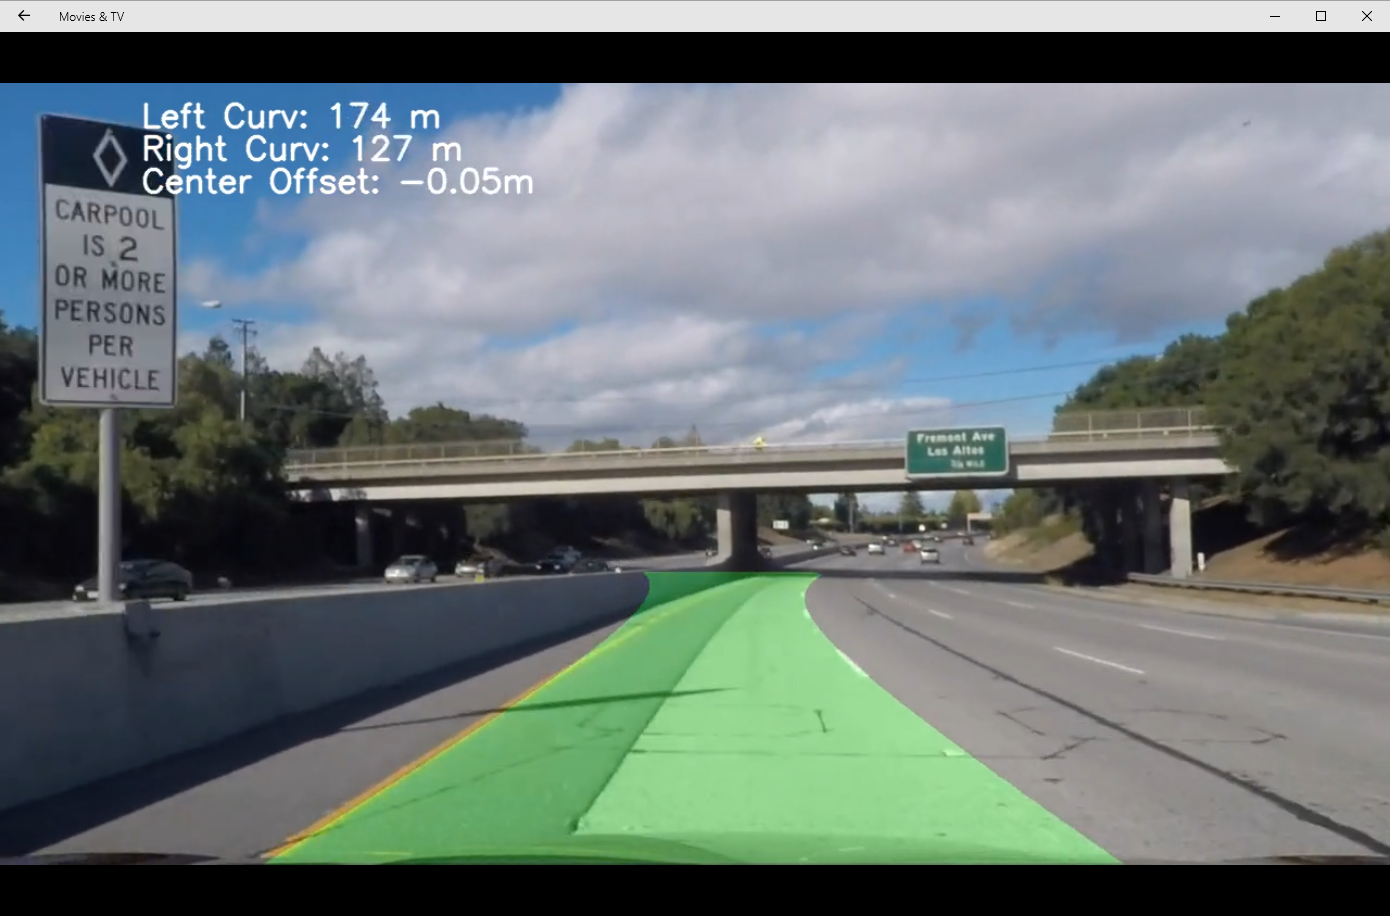 Movies & TV
Left Curv: 174 m
Right Curv: 127 m
Center Offset: -0.05m
CARPOOL
IS 2
OR MORE
PERSONS
PER
VEHICLE
Fremont Ave
Los Altos
MILE